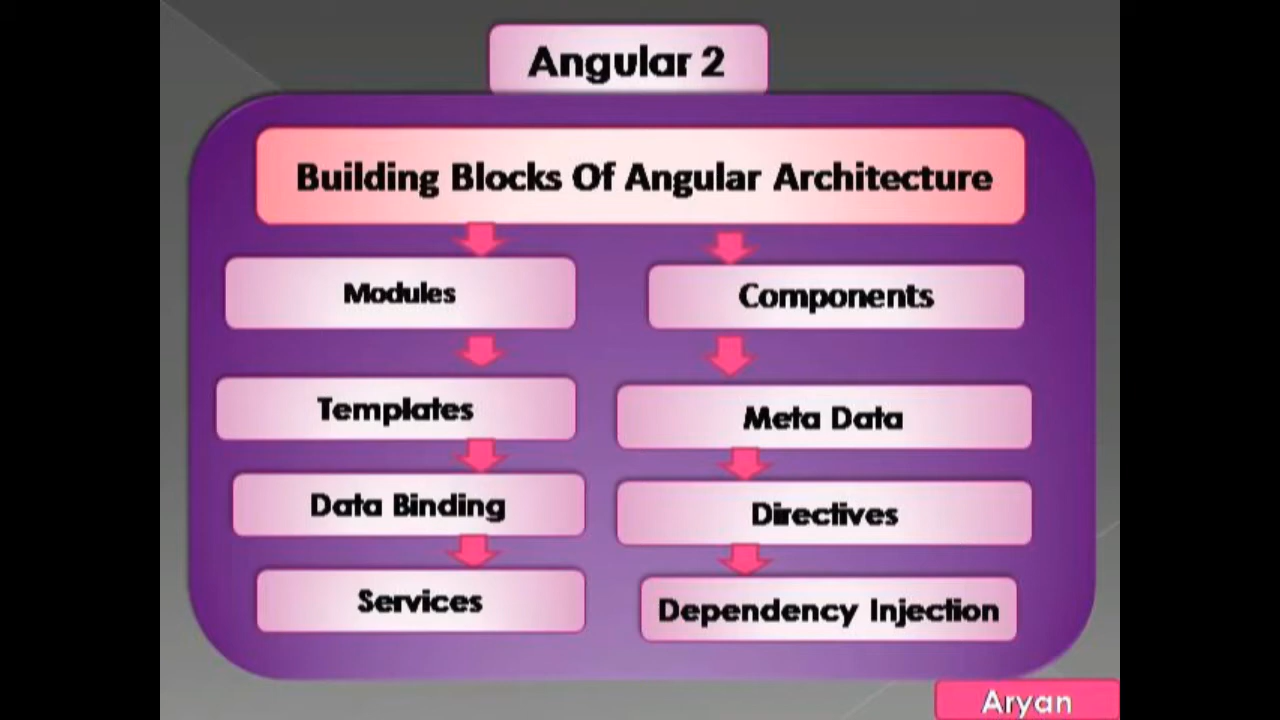 Angular 2
Building Blocks Of Angular Architecture
Modules
Components
Templates
Meta Data
Data Binding
Directives
Services
Dependency Injection
Aryan